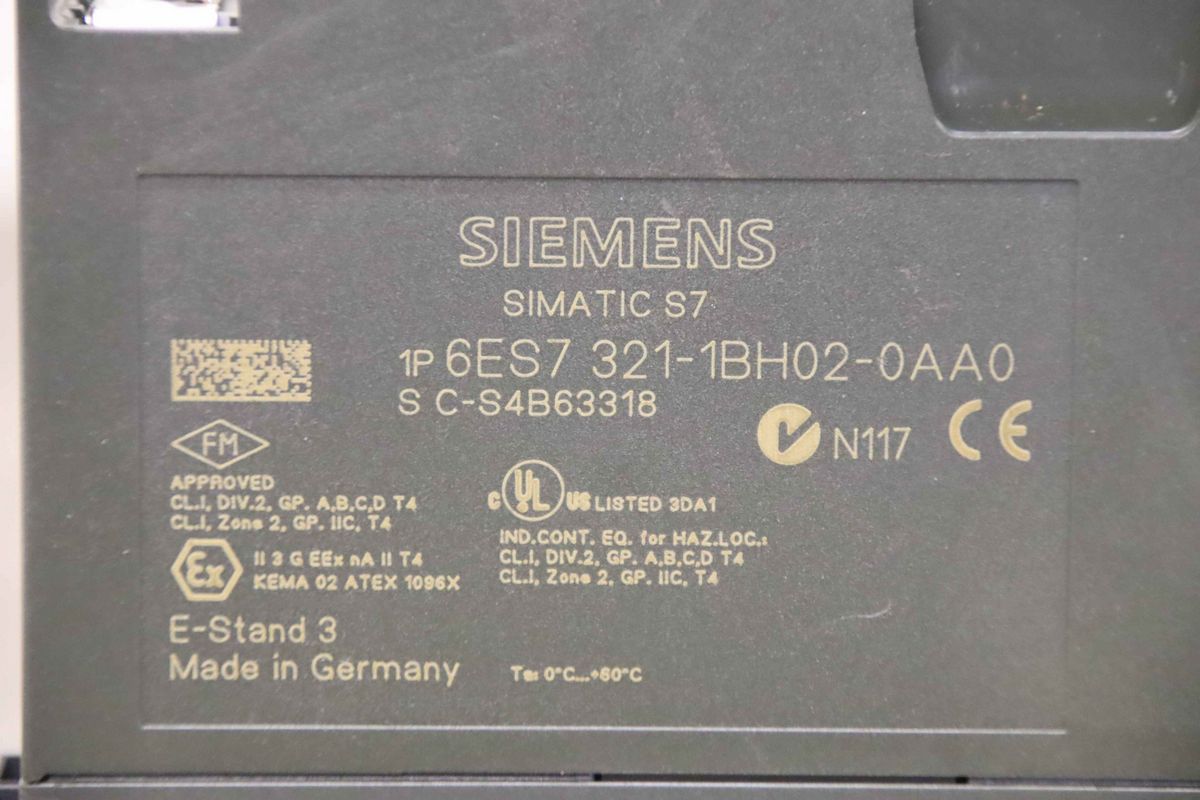 SIEMENS
SIMATIC S7
1P 6ES7 321-1BH02-0AA0
S C-S4B63318
N117 CE
FM
APPROVED
CL.I, DIV.2, GP. A,B,C,D T4
CL.I, Zone 2, GP. IIC, T4
Ex
II 3 G EEx nA II T4
KEMA 02 ATEX 1096X
C UL US LISTED 3DA1
IND.CONT. EQ. for HAZ.LOC.:
CL.I, DIV.2, GP. A,B,C,D T4
CL.I, Zone 2, GP. IIC, T4
E-Stand 3
Made in Germany
Ta: 0°C...+60°C